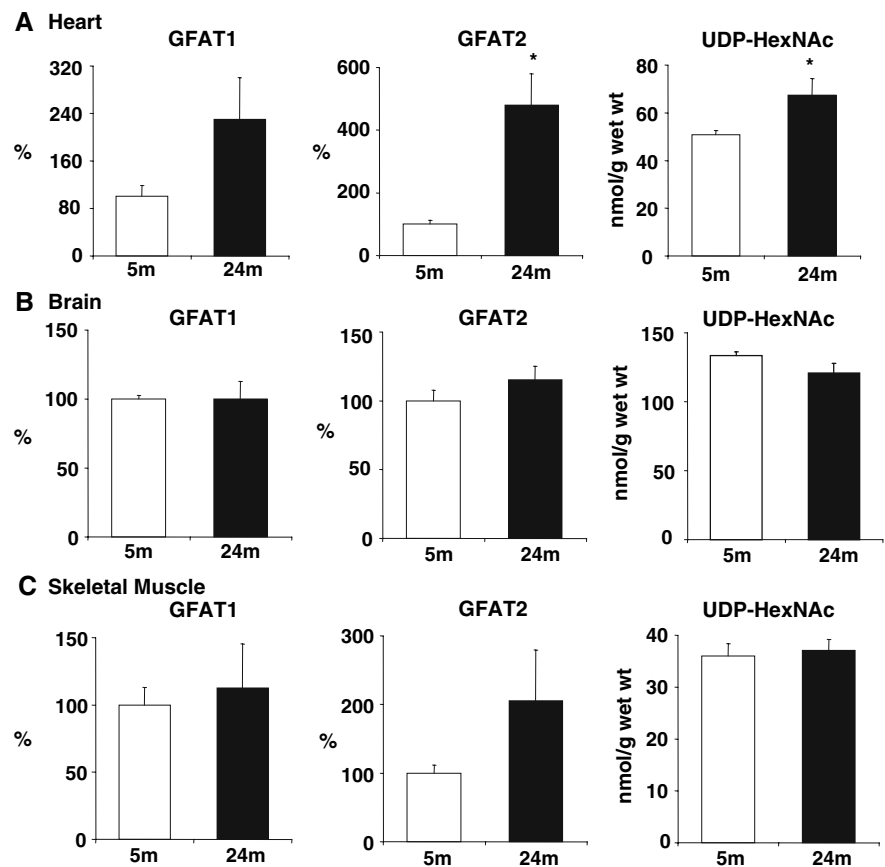 A Heart
GFAT1
320
240
160
80
0
%
5m 24m
GFAT2
*
600
400
200
0
%
5m 24m
UDP-HexNAc
*
80
60
40
20
0
nmol/g wet wt
5m 24m
B Brain
GFAT1
150
100
50
0
%
5m 24m
GFAT2
150
100
50
0
%
5m 24m
UDP-HexNAc
150
100
50
0
nmol/g wet wt
5m 24m
C Skeletal Muscle
GFAT1
150
100
50
0
%
5m 24m
GFAT2
300
200
100
0
%
5m 24m
UDP-HexNAc
40
30
20
10
0
nmol/g wet wt
5m 24m